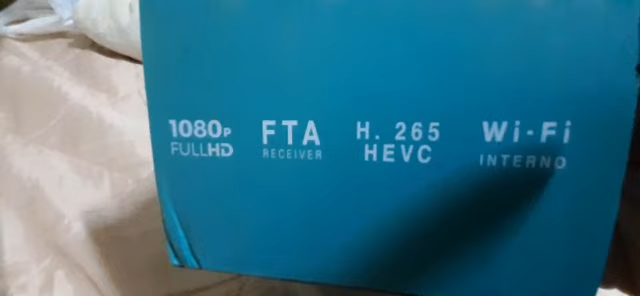 1080P
FULLHD
FTA
RECEIVER
H. 265
HEVC
Wi-Fi
INTERNO